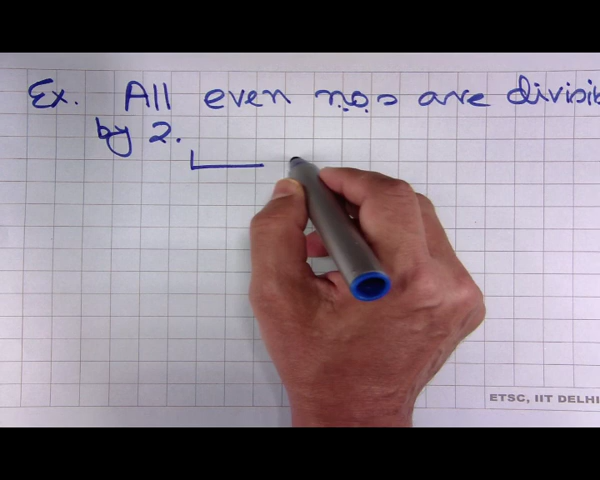 Ex. All even nos are divisib
by 2.
ETSC, IIT DELHI